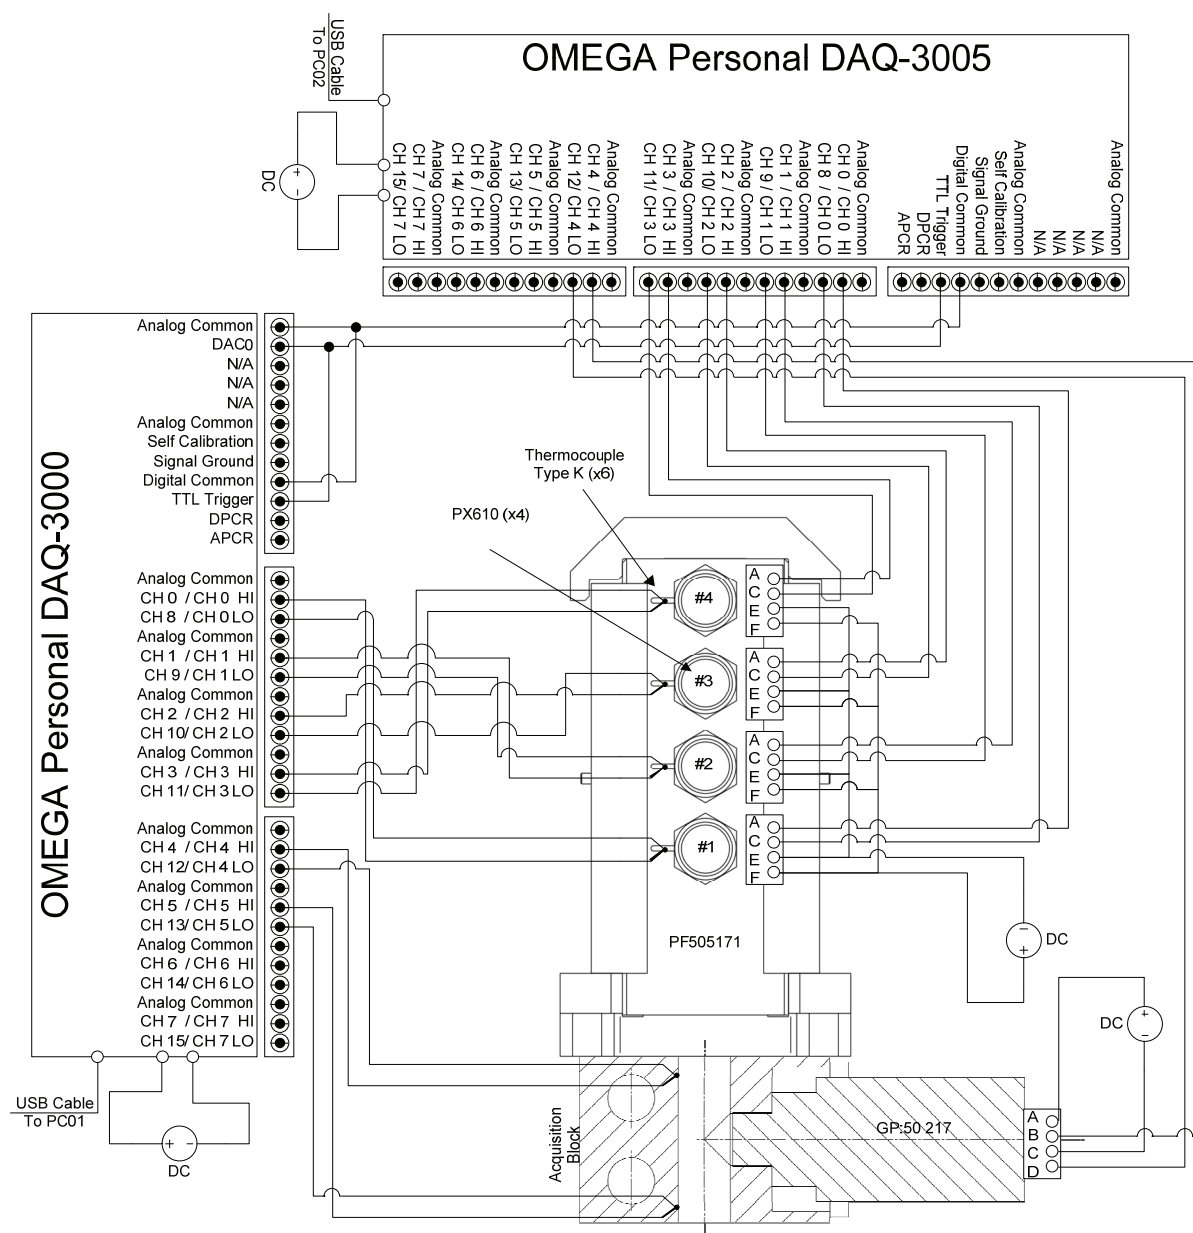 USB Cable
To PC02
OMEGA Personal DAQ-3005
DC
CH 15/ CH 7 LO
CH 7 / CH 7 HI
Analog Common
CH 14/ CH 6 LO
CH 6 / CH 6 HI
Analog Common
CH 13/ CH 5 LO
CH 5 / CH 5 HI
Analog Common
CH 12/ CH 4 LO
CH 4 / CH 4 HI
Analog Common
CH 11/ CH 3 LO
CH 3 / CH 3 HI
Analog Common
CH 10/ CH 2 LO
CH 2 / CH 2 HI
Analog Common
CH 9 / CH 1 LO
CH 1 / CH 1 HI
Analog Common
CH 8 / CH 0 LO
CH 0 / CH 0 HI
Analog Common
APCR
DPCR
TTL Trigger
Digital Common
Signal Ground
Self Calibration
Analog Common
N/A
N/A
N/A
N/A
Analog Common
OMEGA Personal DAQ-3000
Analog Common
DAC0
N/A
N/A
N/A
Analog Common
Self Calibration
Signal Ground
Digital Common
TTL Trigger
DPCR
APCR
Analog Common
CH 0 / CH 0 HI
CH 8 / CH 0 LO
Analog Common
CH 1 / CH 1 HI
CH 9 / CH 1 LO
Analog Common
CH 2 / CH 2 HI
CH 10/ CH 2 LO
Analog Common
CH 3 / CH 3 HI
CH 11/ CH 3 LO
Analog Common
CH 4 / CH 4 HI
CH 12/ CH 4 LO
Analog Common
CH 5 / CH 5 HI
CH 13/ CH 5 LO
Analog Common
CH 6 / CH 6 HI
CH 14/ CH 6 LO
Analog Common
CH 7 / CH 7 HI
CH 15/ CH 7 LO
USB Cable
To PC01
DC
Thermocouple
Type K (x6)
PX610 (x4)
#4
A
C
E
F
#3
A
C
E
F
#2
A
C
E
F
#1
A
C
E
F
PF505171
DC
DC
Acquisition
Block
GP:50 217
A
B
C
D